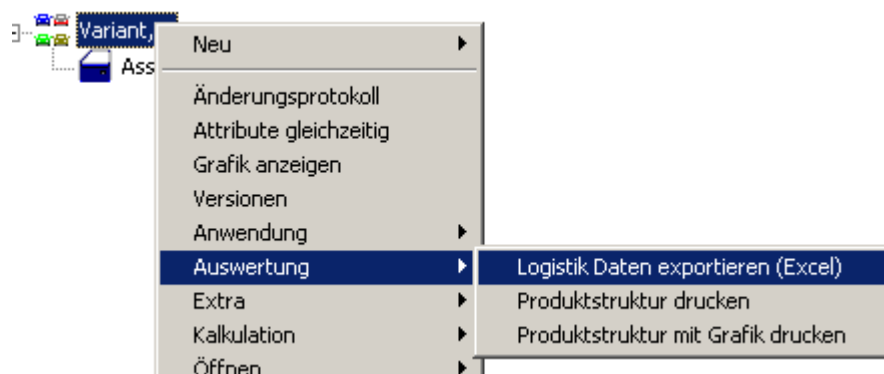 Variant,
Ass
Neu
Änderungsprotokoll
Attribute gleichzeitig
Grafik anzeigen
Versionen
Anwendung
Auswertung
Extra
Kalkulation
Öffnen
Logistik Daten exportieren (Excel)
Produktstruktur drucken
Produktstruktur mit Grafik drucken